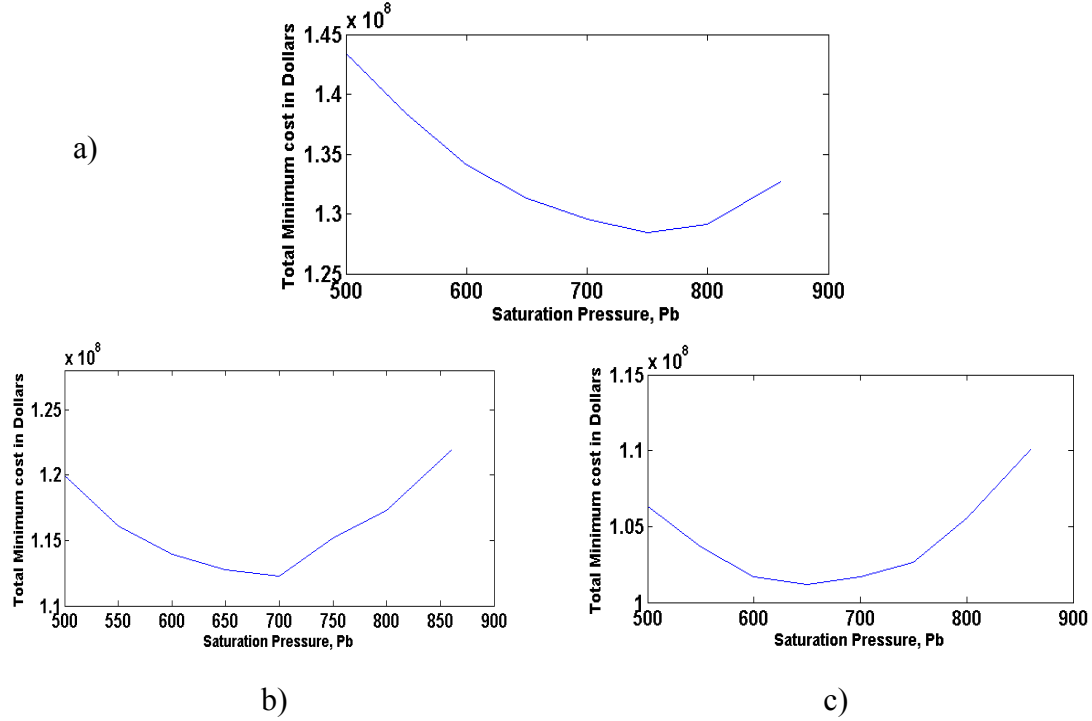 x 10^8
1.45
1.4
1.35
1.3
1.25
Total Minimum cost in Dollars
500 600 700 800 900
Saturation Pressure, Pb
a)
x 10^8
1.25
1.2
1.15
1.1
Total Minimum cost in Dollars
500 550 600 650 700 750 800 850 900
Saturation Pressure, Pb
b)
x 10^8
1.15
1.1
1.05
1
Total Minimum cost in Dollars
500 600 700 800 900
Saturation Pressure, Pb
c)